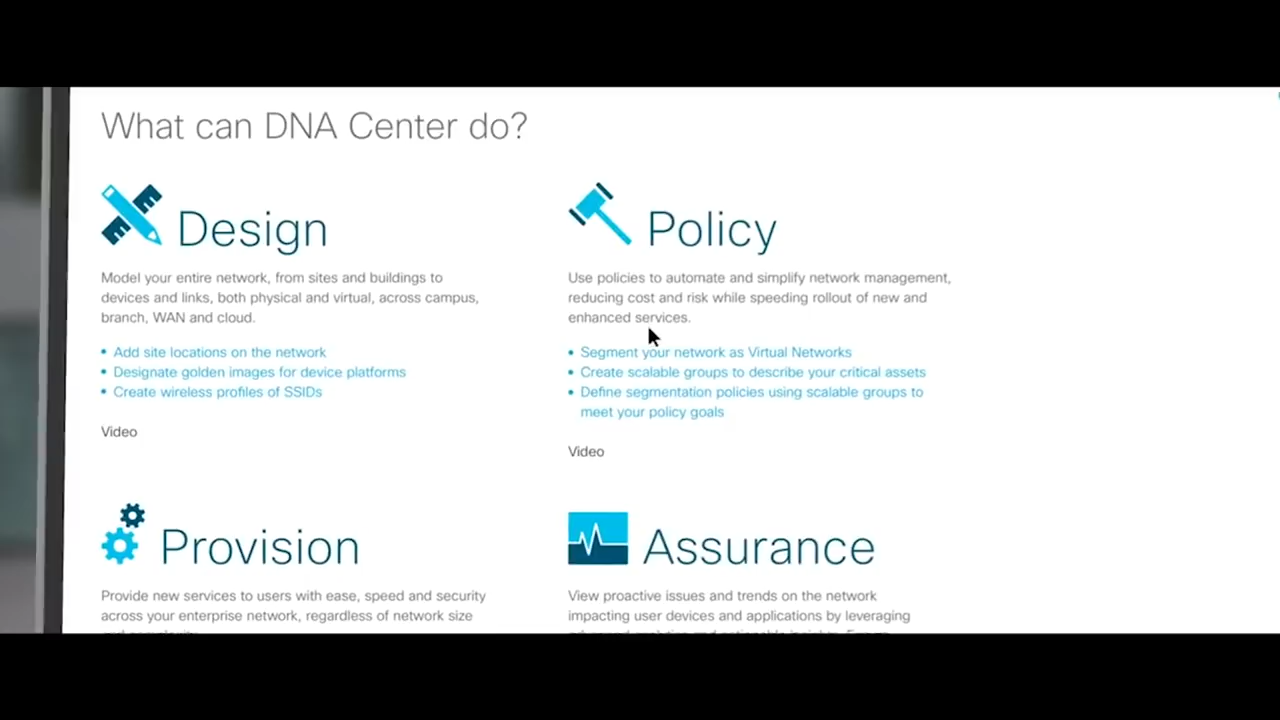 What can DNA Center do?
Design
Model your entire network, from sites and buildings to
devices and links, both physical and virtual, across campus,
branch, WAN and cloud.
• Add site locations on the network
• Designate golden images for device platforms
• Create wireless profiles of SSIDs
Video
Policy
Use policies to automate and simplify network management,
reducing cost and risk while speeding rollout of new and
enhanced services.
• Segment your network as Virtual Networks
• Create scalable groups to describe your critical assets
• Define segmentation policies using scalable groups to
meet your policy goals
Video
Provision
Provide new services to users with ease, speed and security
across your enterprise network, regardless of network size
Assurance
View proactive issues and trends on the network
impacting user devices and applications by leveraging